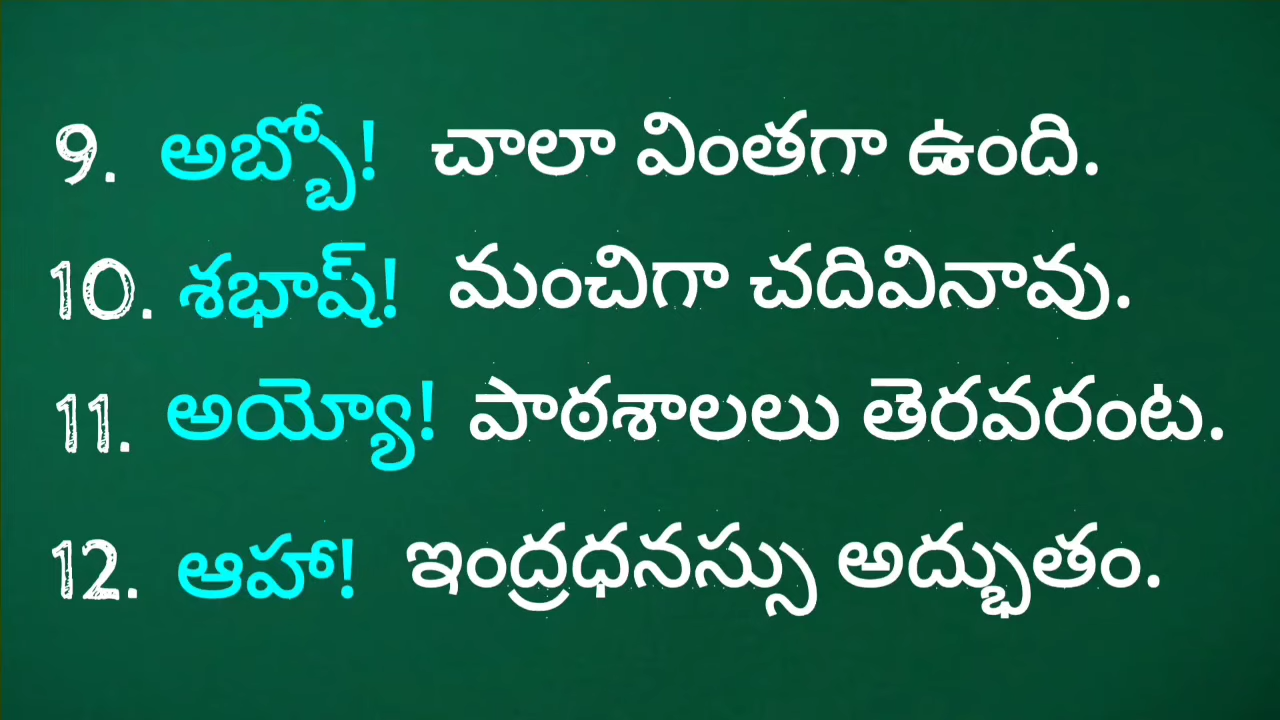 9. అబ్బో! చాలా వింతగా ఉంది.
10. శభాష్! మంచిగా చదివినావు.
11. అయ్యో! పాఠశాలలు తెరవరంట.
12. ఆహా! ఇంద్రధనస్సు అద్భుతం.